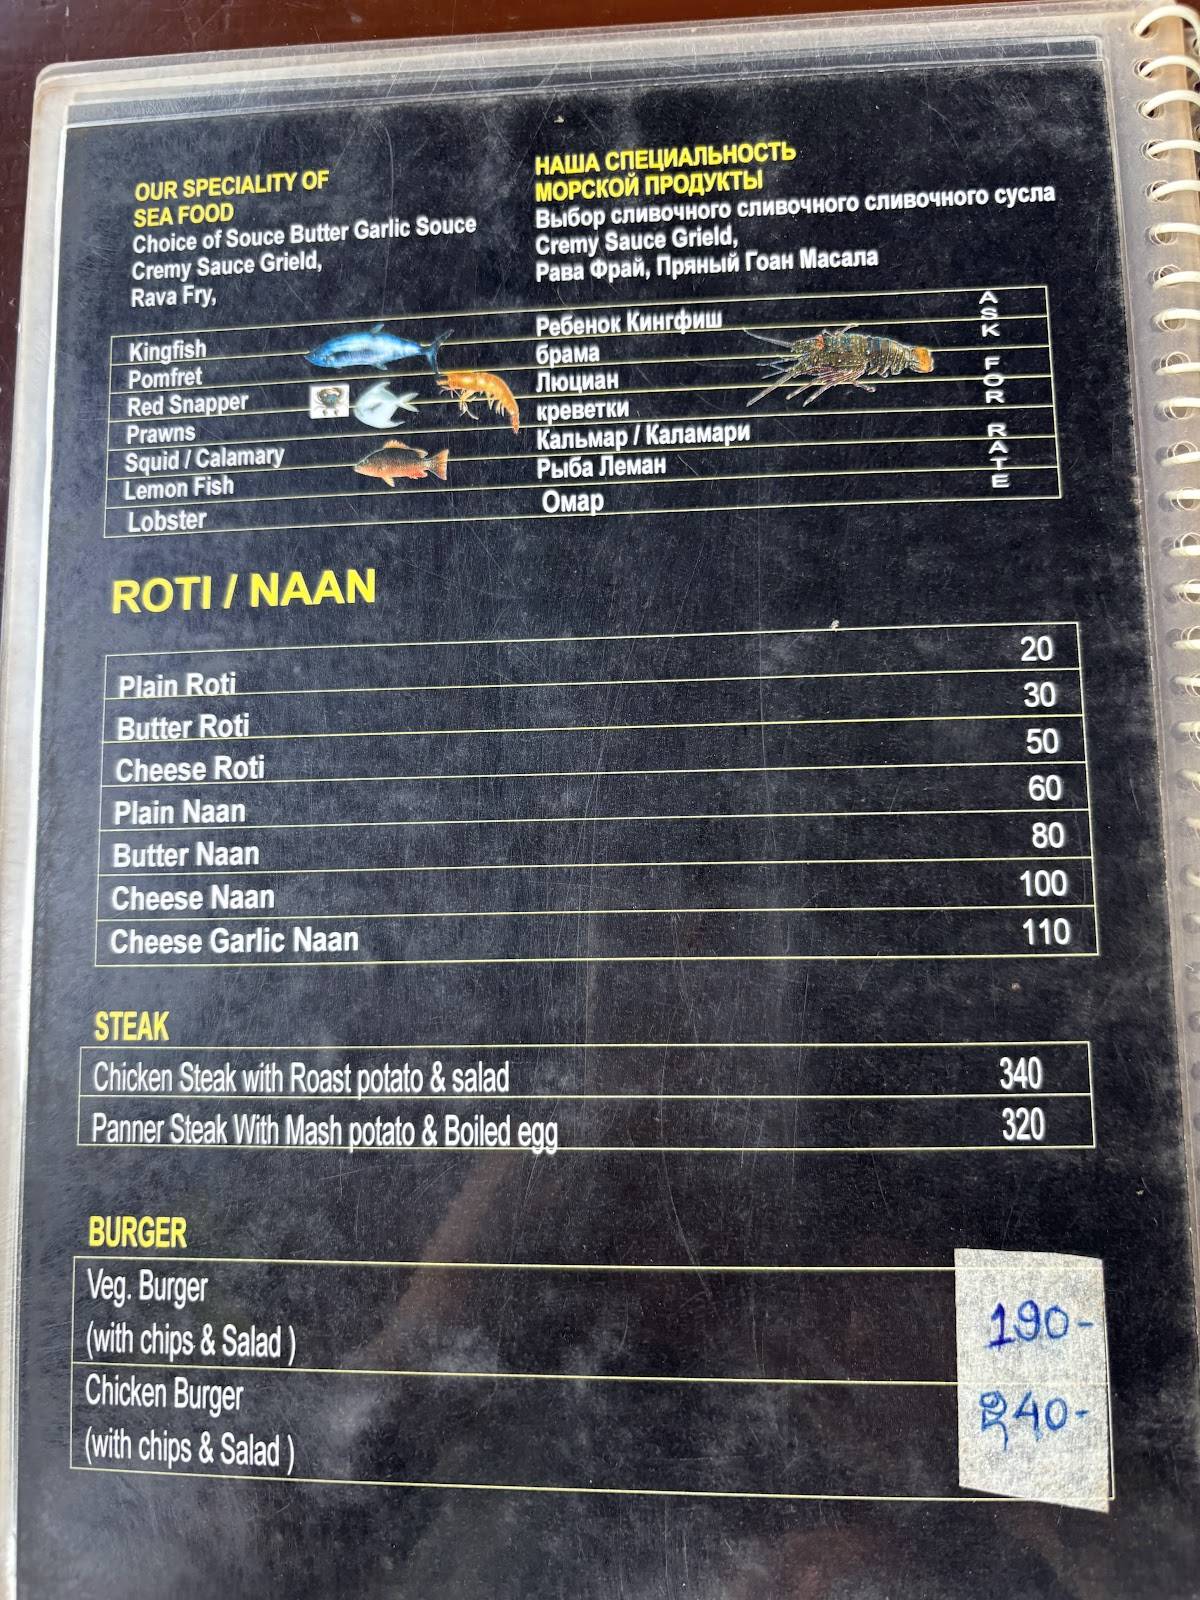 OUR SPECIALITY OF
SEA FOOD
Choice of Souce Butter Garlic Souce
Cremy Sauce Grield,
Rava Fry,
НАША СПЕЦИАЛЬНОСТЬ
МОРСКОЙ ПРОДУКТЫ
Выбор сливочного сливочного сливочного сусла
Cremy Sauce Grield,
Рава Фрай, Пряный Гоан Масала
Kingfish Ребенок Кингфиш
Pomfret брама
Red Snapper Люциан
Prawns креветки
Squid / Calamary Кальмар / Каламари
Lemon Fish Рыба Леман
Lobster Омар
ASK FOR RATE
ROTI / NAAN
Plain Roti 20
Butter Roti 30
Cheese Roti 50
Plain Naan 60
Butter Naan 80
Cheese Naan 100
Cheese Garlic Naan 110
STEAK
Chicken Steak with Roast potato & salad 340
Panner Steak With Mash potato & Boiled egg 320
BURGER
Veg. Burger
(with chips & Salad ) 190-
Chicken Burger
(with chips & Salad ) 240-